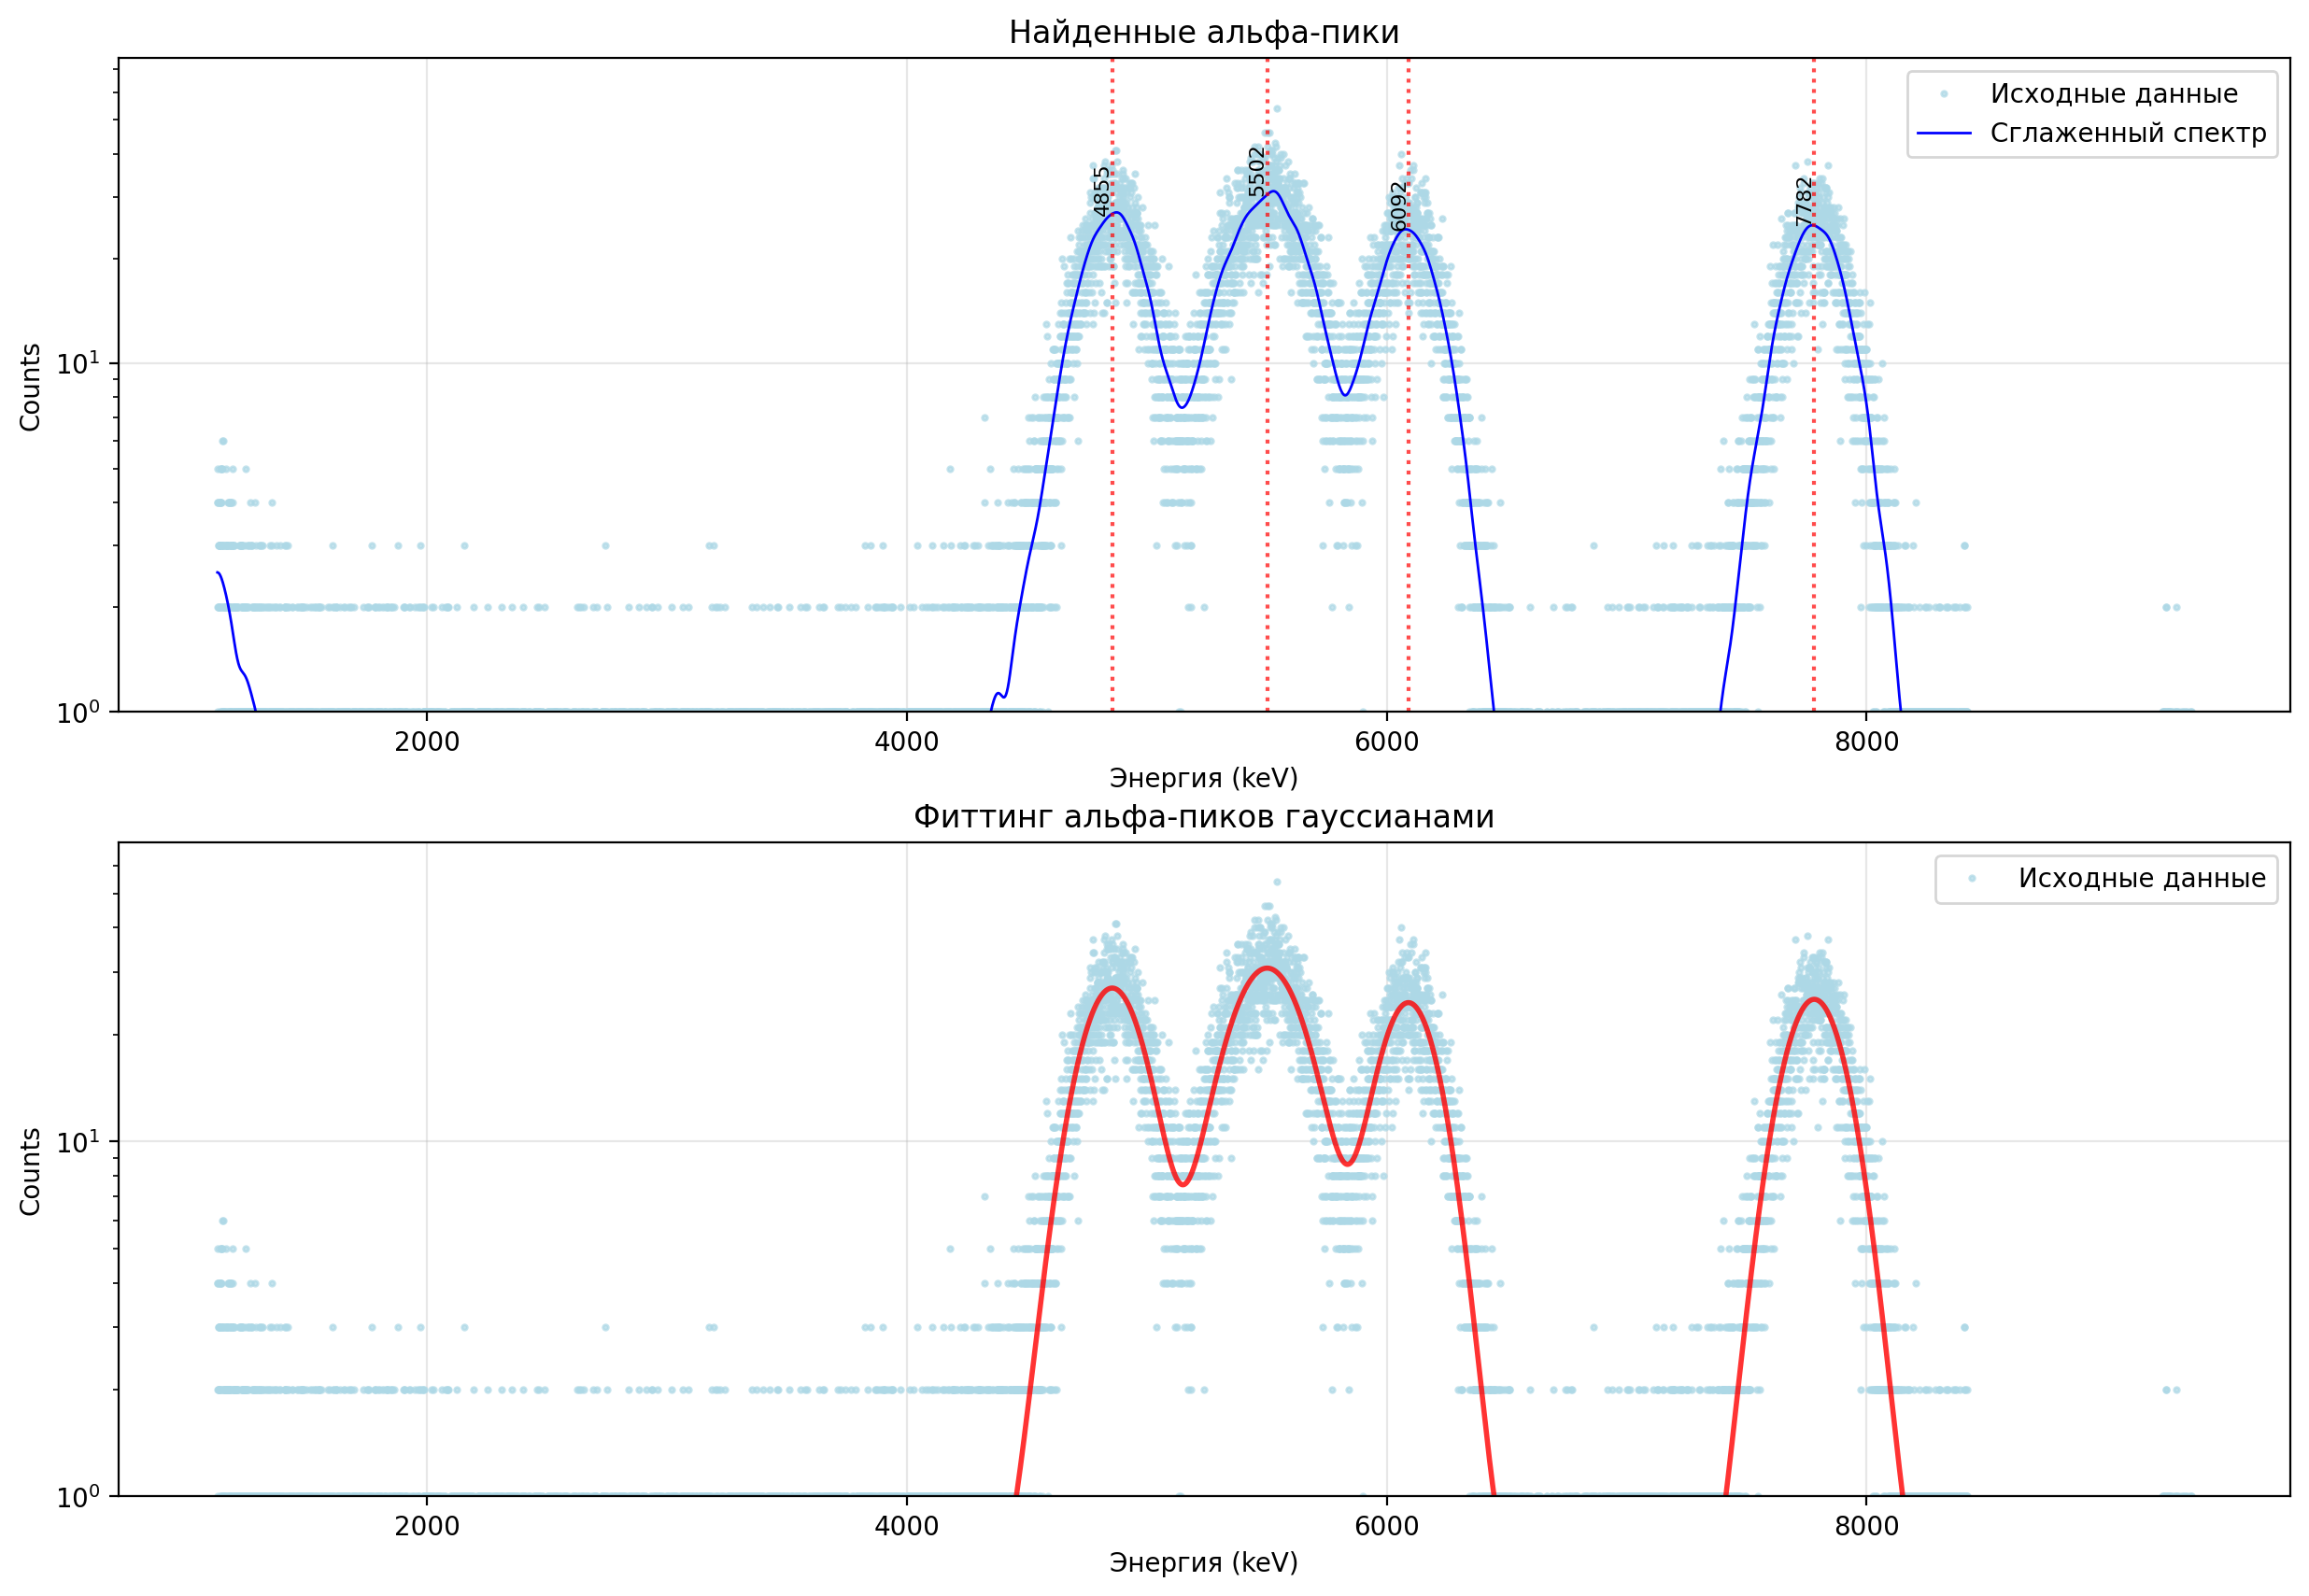 Найденные альфа-пики
Исходные данные
Сглаженный спектр
4855
5502
6092
7782
Counts
10¹
10⁰
2000
4000
6000
8000
Энергия (keV)
Фиттинг альфа-пиков гауссианами
Исходные данные
Counts
10¹
10⁰
2000
4000
6000
8000
Энергия (keV)